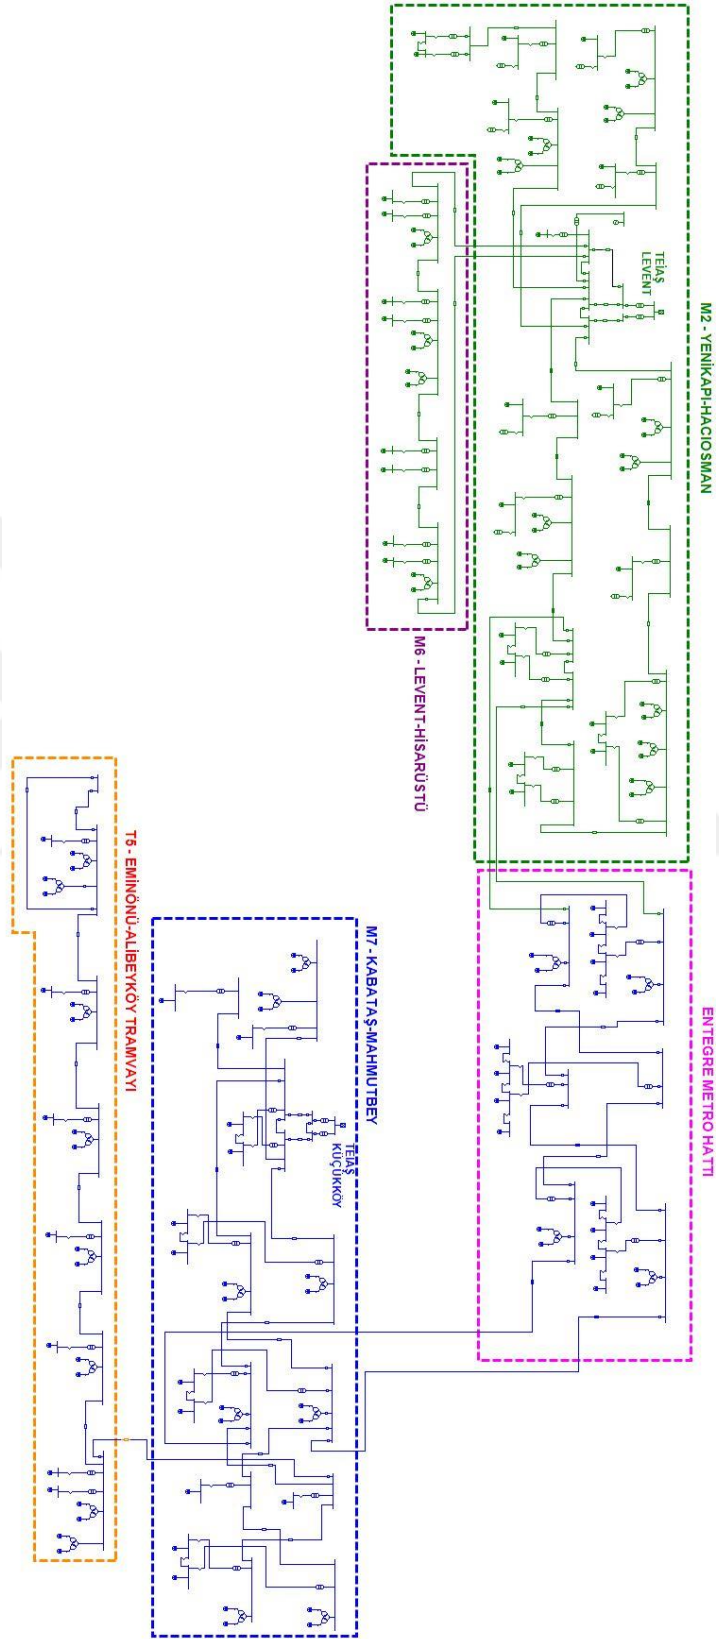 M2 - YENİKAPI-HACIOSMAN
TEİAŞ
LEVENT
M6 - LEVENT-HİSARÜSTÜ
ENTEGRE METRO HATTI
M7 - KABATAŞ-MAHMUTBEY
TEİAŞ
KÜÇÜKKÖY
T5 - EMİNÖNÜ-ALİBEYKÖY TRAMVAYI